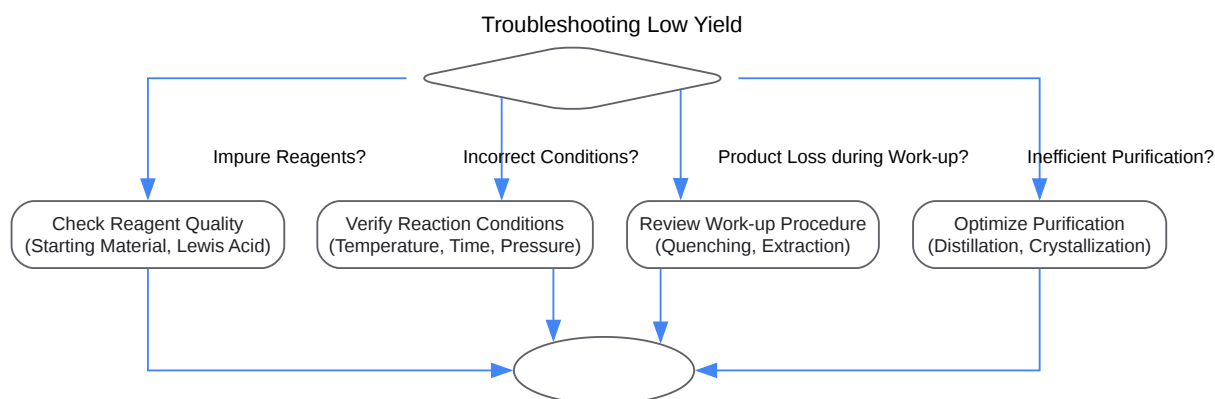 Troubleshooting Low Yield
Impure Reagents?
Incorrect Conditions?
Product Loss during Work-up?
Inefficient Purification?
Check Reagent Quality
(Starting Material, Lewis Acid)
Verify Reaction Conditions
(Temperature, Time, Pressure)
Review Work-up Procedure
(Quenching, Extraction)
Optimize Purification
(Distillation, Crystallization)